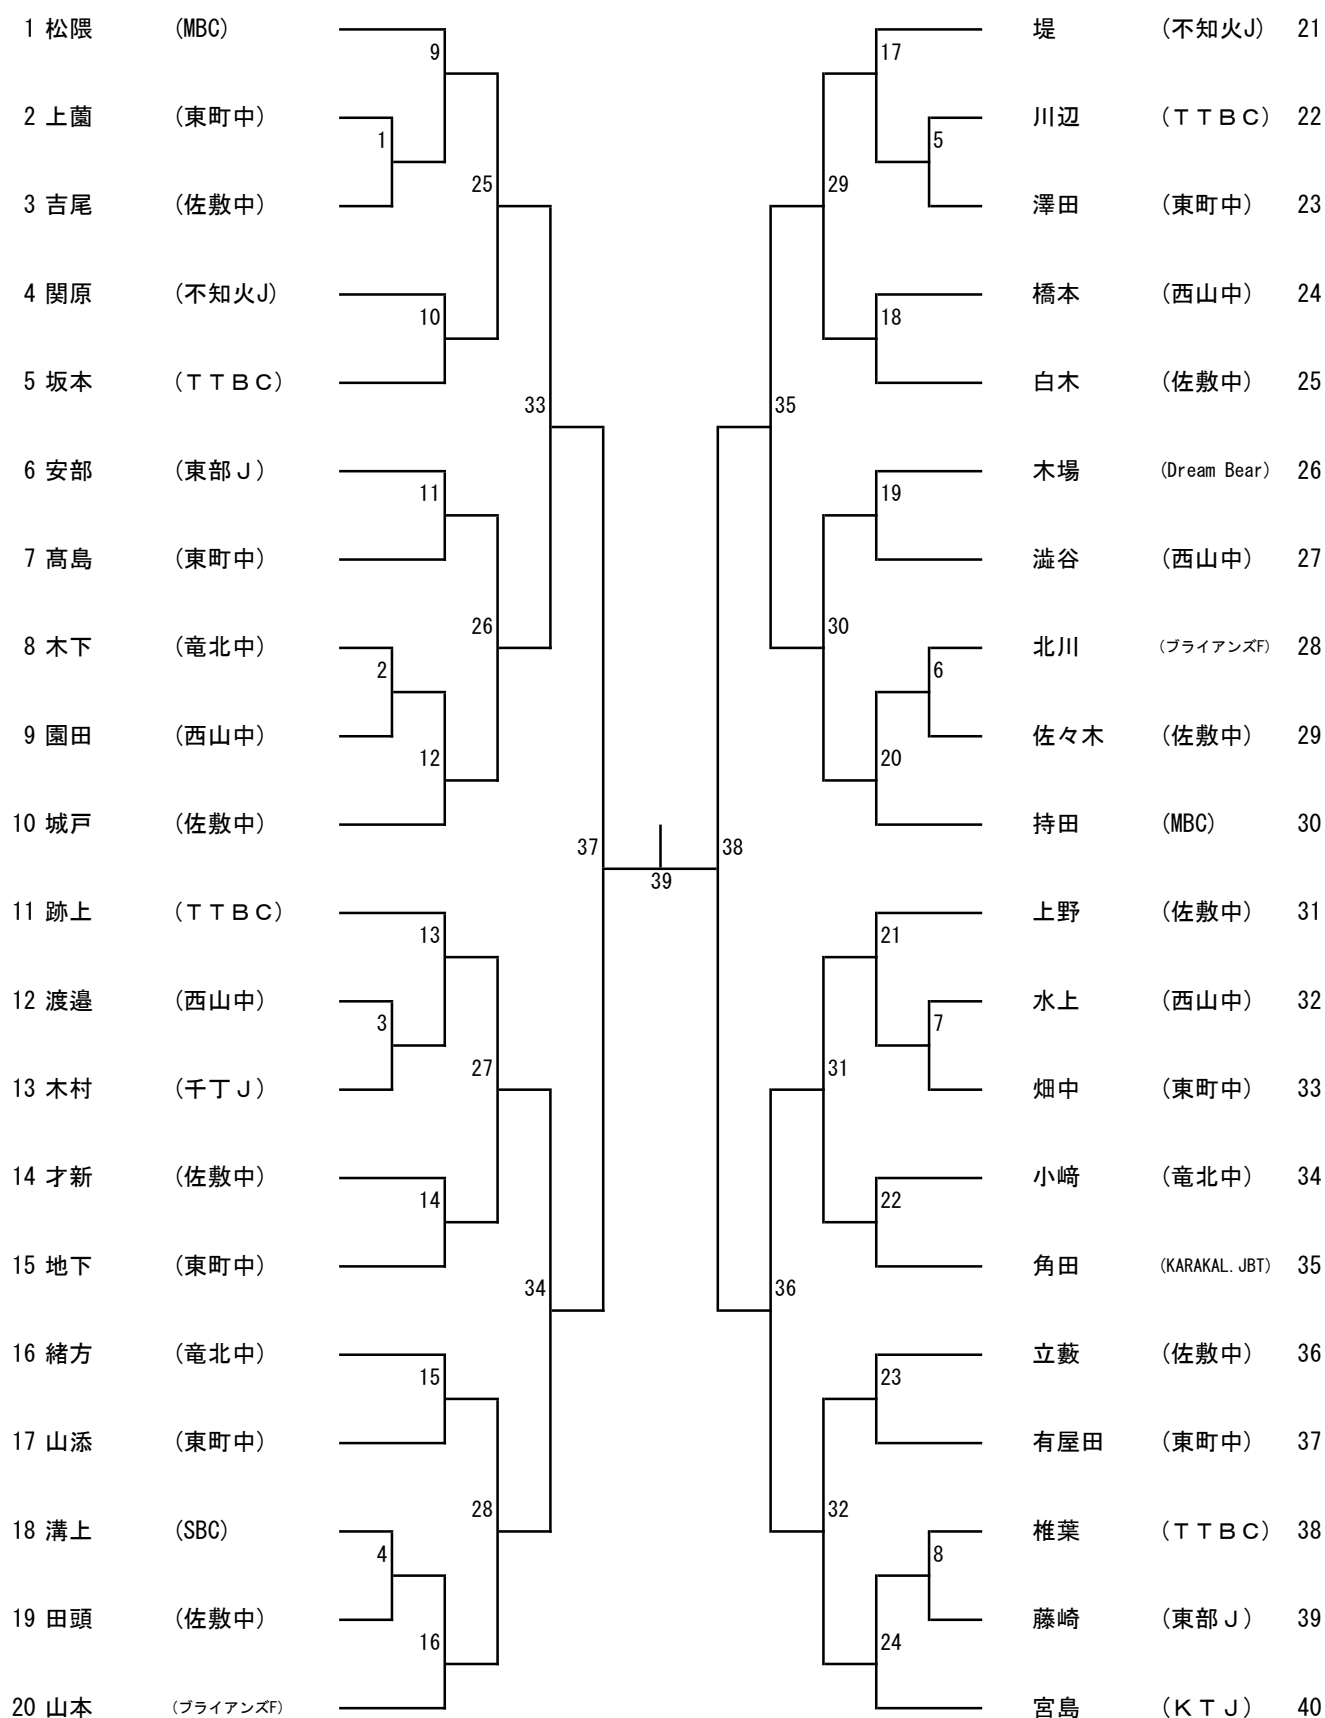 1 松隈 (MBC)
2 上薗 (東町中)
3 吉尾 (佐敷中)
4 関原 (不知火J)
5 坂本 (ＴＴＢＣ)
6 安部 (東部Ｊ)
7 髙島 (東町中)
8 木下 (竜北中)
9 園田 (西山中)
10 城戸 (佐敷中)
11 跡上 (ＴＴＢＣ)
12 渡邉 (西山中)
13 木村 (千丁Ｊ)
14 才新 (佐敷中)
15 地下 (東町中)
16 緒方 (竜北中)
17 山添 (東町中)
18 溝上 (SBC)
19 田頭 (佐敷中)
20 山本 (ブライアンズF)
1
2
3
4
9
10
11
12
13
14
15
16
25
26
27
28
33
34
37
39
38
35
36
29
30
31
32
17
18
19
20
21
22
23
24
5
6
7
8
堤 (不知火J) 21
川辺 (ＴＴＢＣ) 22
澤田 (東町中) 23
橋本 (西山中) 24
白木 (佐敷中) 25
木場 (Dream Bear) 26
澁谷 (西山中) 27
北川 (ブライアンズF) 28
佐々木 (佐敷中) 29
持田 (MBC) 30
上野 (佐敷中) 31
水上 (西山中) 32
畑中 (東町中) 33
小﨑 (竜北中) 34
角田 (KARAKAL.JBT) 35
立藪 (佐敷中) 36
有屋田 (東町中) 37
椎葉 (ＴＴＢＣ) 38
藤崎 (東部Ｊ) 39
宮島 (ＫＴＪ) 40